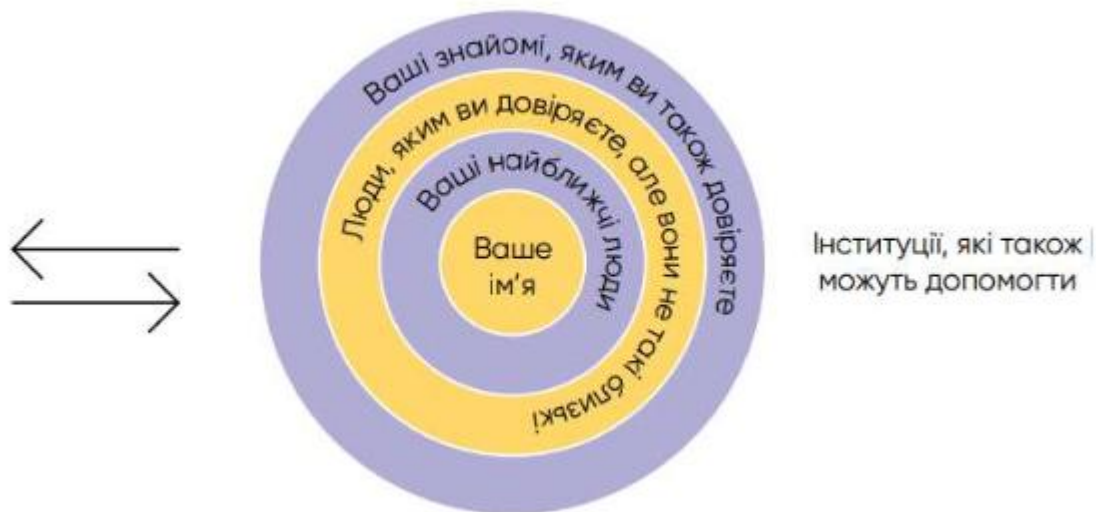 Ваші знайомі, яким ви також довіряєте
Люди, яким ви довіряєте, але вони не такі близькі
Ваші найближчі люди
Ваше
ім’я
Інституції, які також
можуть допомогти